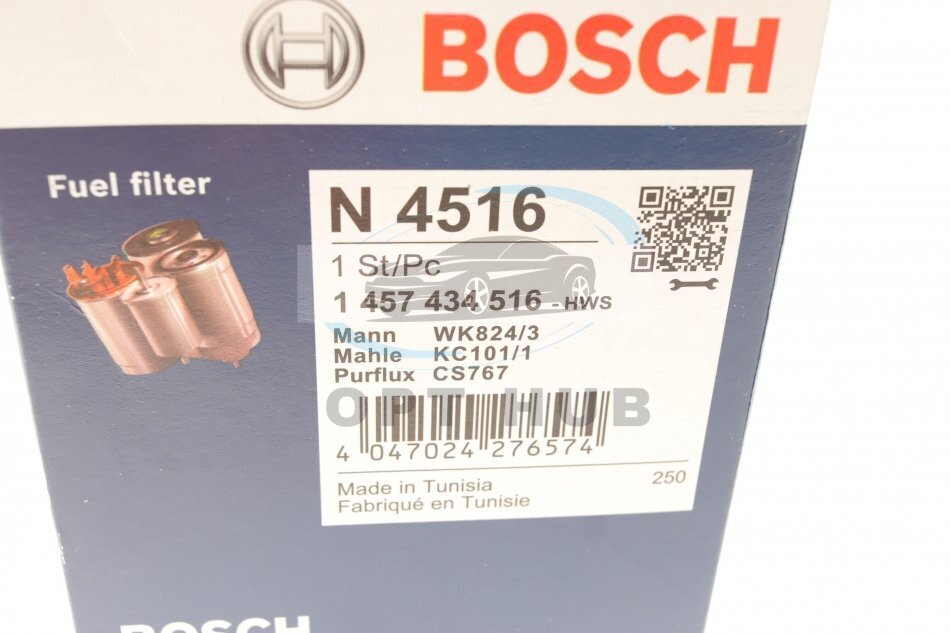 BOSCH
Fuel filter
N 4516
1 St/Pc
1 457 434 516 - HWS
Mann WK824/3
Mahle KC101/1
Purflux CS767
OPT HUB
4 047024 276574
Made in Tunisia 250
Fabriqué en Tunisie
BOSCH